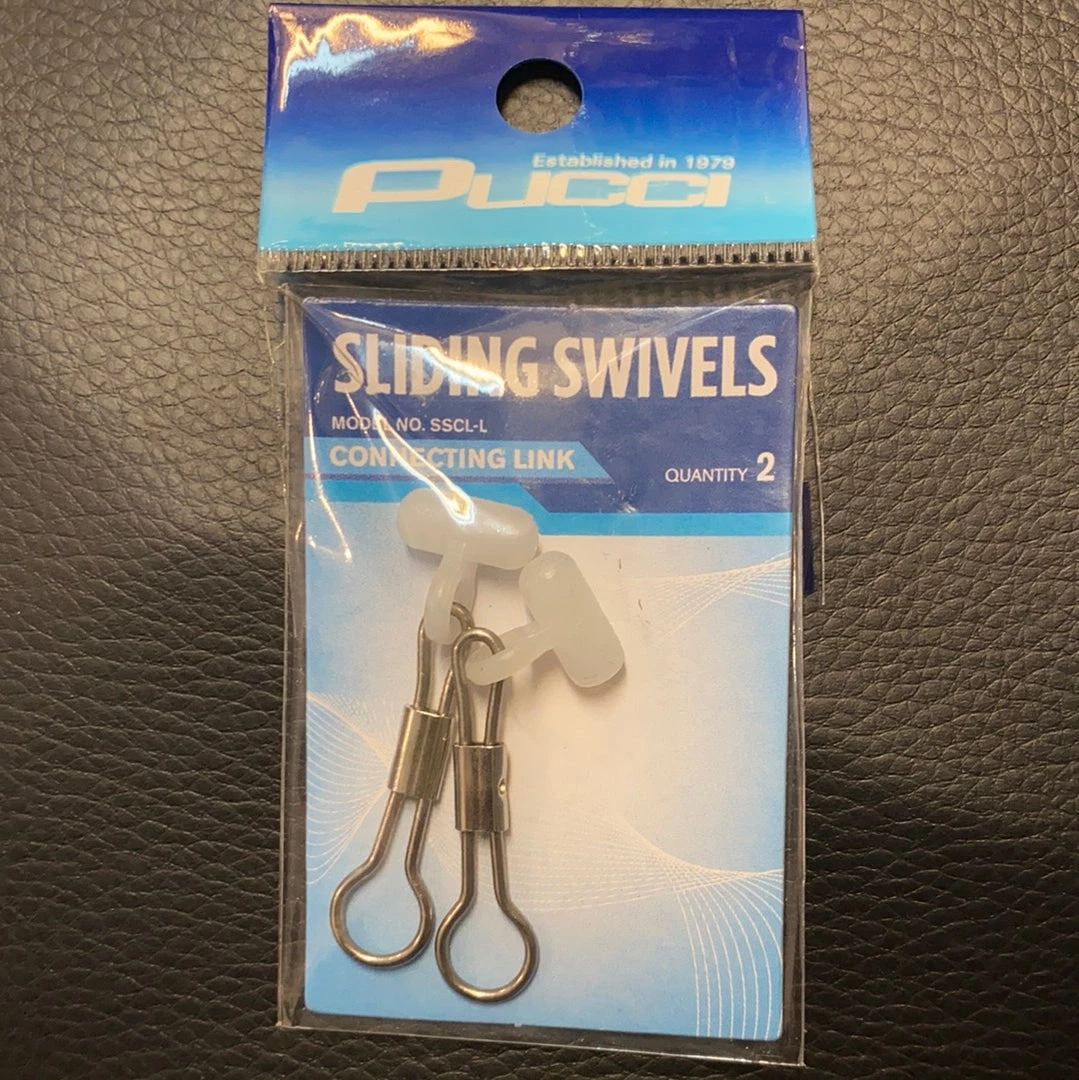 Established in 1979
Pucci
SLIDING SWIVELS
MODEL NO. SSCL-L
CONNECTING LINK
QUANTITY 2